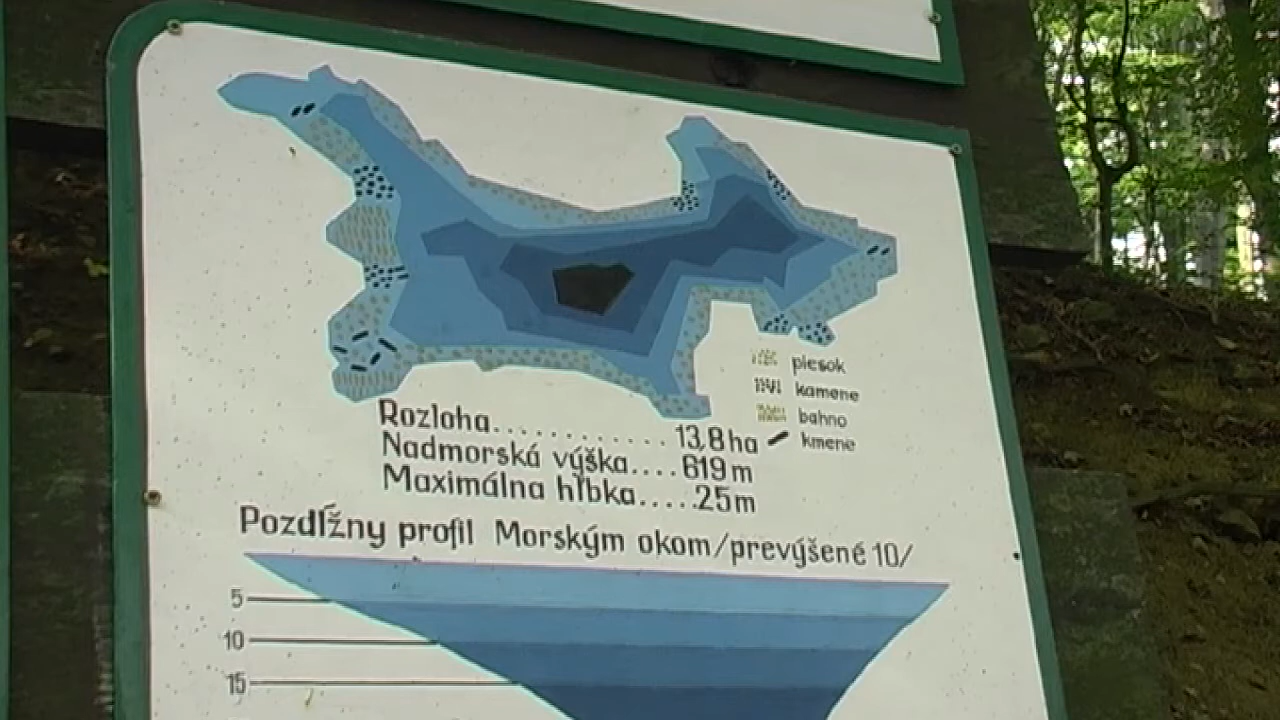 piesok
kamene
bahno
kmene
Rozloha............13,8 ha
Nadmorská výška....619 m
Maximálna hĺbka.....25 m
Pozdĺžny profil Morským okom/prevýšené 10/
5
10
15